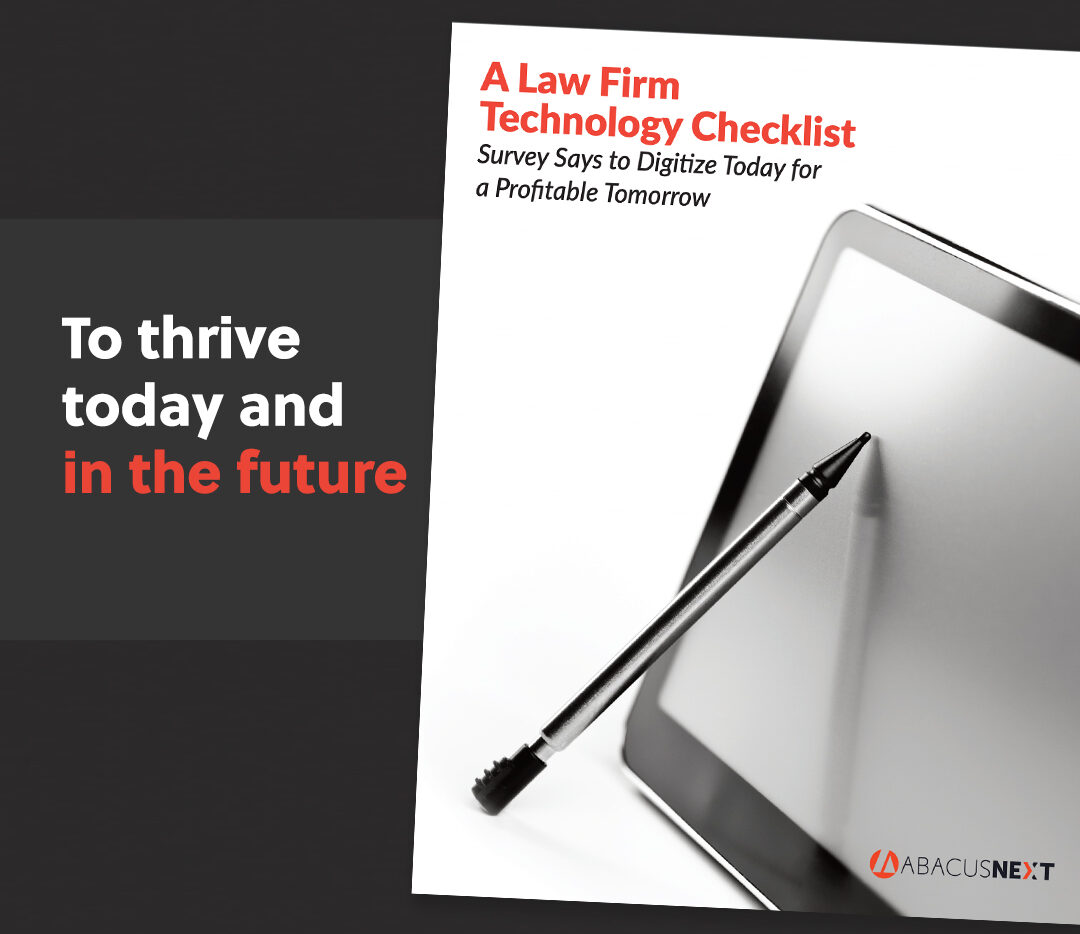 To thrive
today and
in the future
A Law Firm
Technology Checklist
Survey Says to Digitize Today for
a Profitable Tomorrow
ABACUSNEXT